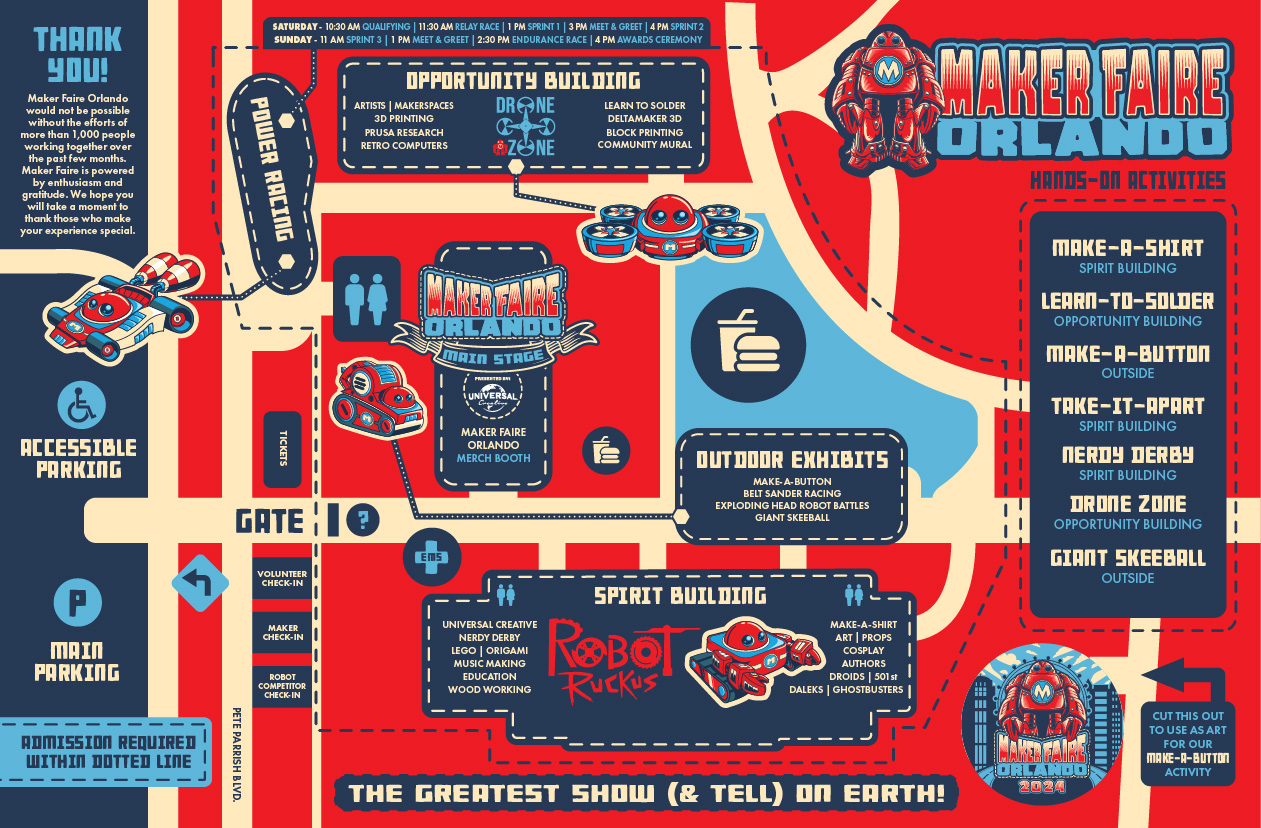 THANK
YOU!
Maker Faire Orlando
would not be possible
without the efforts of
more than 1,000 people
working together over
the past few months.
Maker Faire is powered
by enthusiasm and
gratitude. We hope you
will take a moment to
thank those who make
your experience special.
SATURDAY - 10:30 AM QUALIFYING | 11:30 AM RELAY RACE | 1 PM SPRINT 1 | 3 PM MEET & GREET | 4 PM SPRINT 2
SUNDAY - 11 AM SPRINT 3 | 1 PM MEET & GREET | 2:30 PM ENDURANCE RACE | 4 PM AWARDS CEREMONY
POWER RACING
OPPORTUNITY BUILDING
ARTISTS | MAKERSPACES
3D PRINTING
PRUSA RESEARCH
RETRO COMPUTERS
DRONE
ZONE
LEARN TO SOLDER
DELTAMAKER 3D
BLOCK PRINTING
COMMUNITY MURAL
M
MAKER FAIRE
ORLANDO
HANDS-ON ACTIVITIES
MAKE-A-SHIRT
SPIRIT BUILDING
LEARN-TO-SOLDER
OPPORTUNITY BUILDING
MAKE-A-BUTTON
OUTSIDE
TAKE-IT-APART
SPIRIT BUILDING
NERDY DERBY
SPIRIT BUILDING
DRONE ZONE
OPPORTUNITY BUILDING
GIANT SKEEBALL
OUTSIDE
M
M
MAKER FAIRE
ORLANDO
MAIN STAGE
PRESENTED BY:
UNIVERSAL
Creative
MAKER FAIRE
ORLANDO
MERCH BOOTH
M
ACCESSIBLE
PARKING
TICKETS
OUTDOOR EXHIBITS
MAKE-A-BUTTON
BELT SANDER RACING
EXPLODING HEAD ROBOT BATTLES
GIANT SKEEBALL
GATE 1
?
EMS
VOLUNTEER
CHECK-IN
MAKER
CHECK-IN
ROBOT
COMPETITOR
CHECK-IN
P
MAIN
PARKING
SPIRIT BUILDING
UNIVERSAL CREATIVE
NERDY DERBY
LEGO | ORIGAMI
MUSIC MAKING
EDUCATION
WOOD WORKING
ROBOT
RUCKUS
M
MAKE-A-SHIRT
ART | PROPS
COSPLAY
AUTHORS
DROIDS | 501st
DALEKS | GHOSTBUSTERS
PETE PARRISH BLVD.
ADMISSION REQUIRED
WITHIN DOTTED LINE
THE GREATEST SHOW (& TELL) ON EARTH!
M
MAKER FAIRE
ORLANDO
2024
CUT THIS OUT
TO USE AS ART
FOR OUR
MAKE-A-BUTTON
ACTIVITY